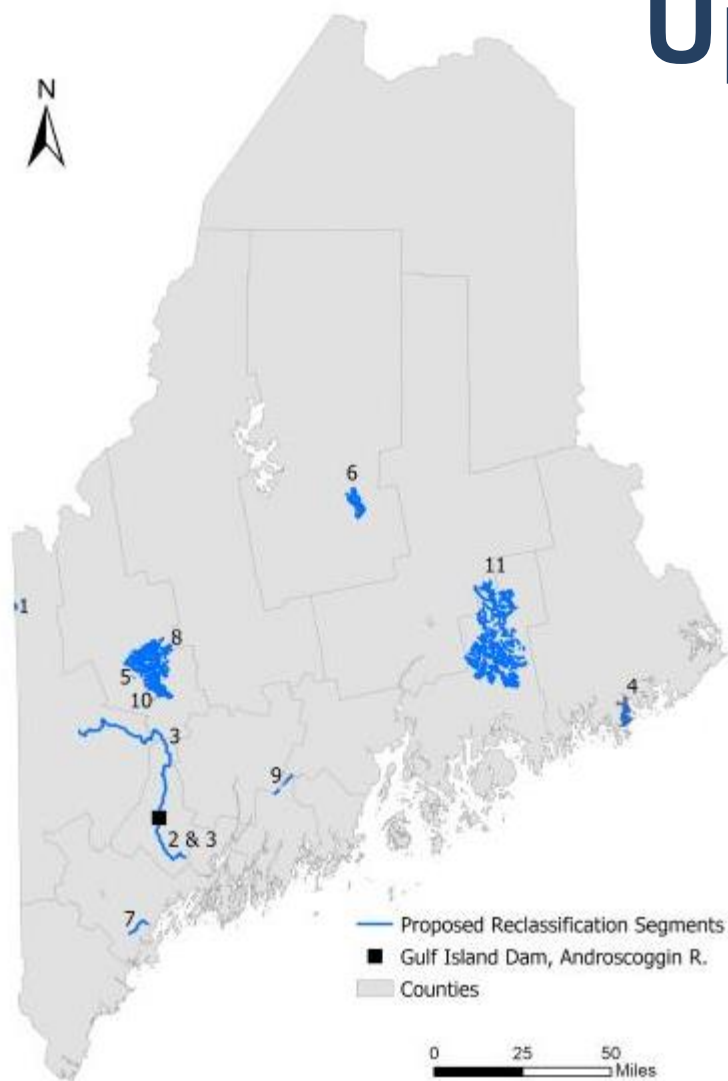 N
6
11
1
8
5
10
4
3
9
2 & 3
7
Proposed Reclassification Segments
Gulf Island Dam, Androscoggin R.
Counties
0 25 50
Miles